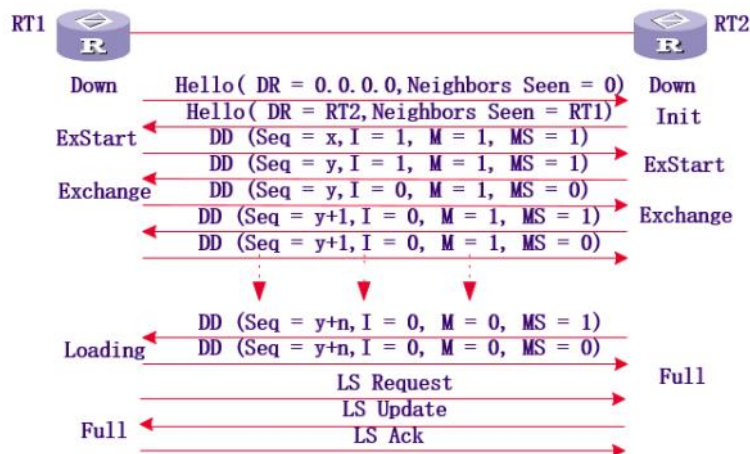 RT1
RT2
R
R
Down
Hello( DR = 0.0.0.0,Neighbors Seen = 0)
Down
Hello( DR = RT2,Neighbors Seen = RT1)
Init
ExStart
DD (Seq = x,I = 1, M = 1, MS = 1)
DD (Seq = y,I = 1, M = 1, MS = 1)
ExStart
Exchange
DD (Seq = y,I = 0, M = 1, MS = 0)
DD (Seq = y+1,I = 0, M = 1, MS = 1)
Exchange
DD (Seq = y+1,I = 0, M = 1, MS = 0)
DD (Seq = y+n,I = 0, M = 0, MS = 1)
Loading
DD (Seq = y+n,I = 0, M = 0, MS = 0)
Full
LS Request
LS Update
Full
LS Ack